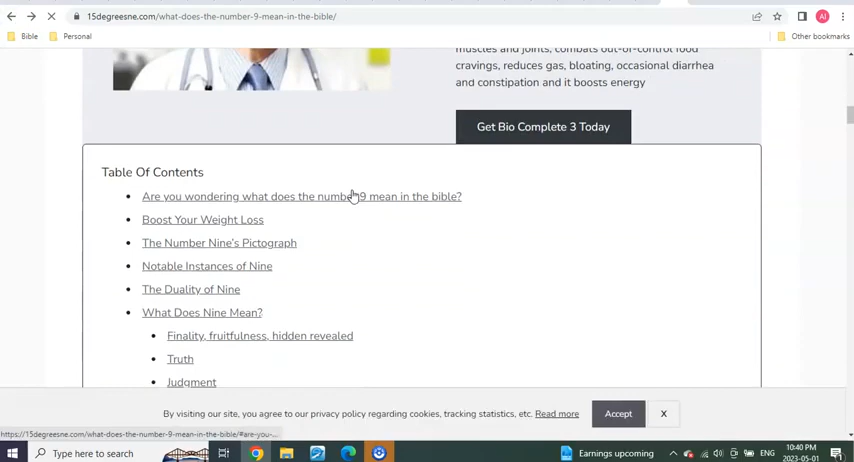 15degreesne.com/what-does-the-number-9-mean-in-the-bible/
AI
Bible
Personal
Other bookmarks
muscles and joints, combats out-of-control food
cravings, reduces gas, bloating, occasional diarrhea
and constipation and it boosts energy
Get Bio Complete 3 Today
Table Of Contents
Are you wondering what does the number 9 mean in the bible?
Boost Your Weight Loss
The Number Nine's Pictograph
Notable Instances of Nine
The Duality of Nine
What Does Nine Mean?
Finality, fruitfulness, hidden revealed
Truth
Judgment
By visiting our site, you agree to our privacy policy regarding cookies, tracking statistics, etc. Read more
Accept
X
https://15degreesne.com/what-does-the-number-9-mean-in-the-bible/#are-you-...
Type here to search
Earnings upcoming
ENG
10:40 PM
2023-05-01
1